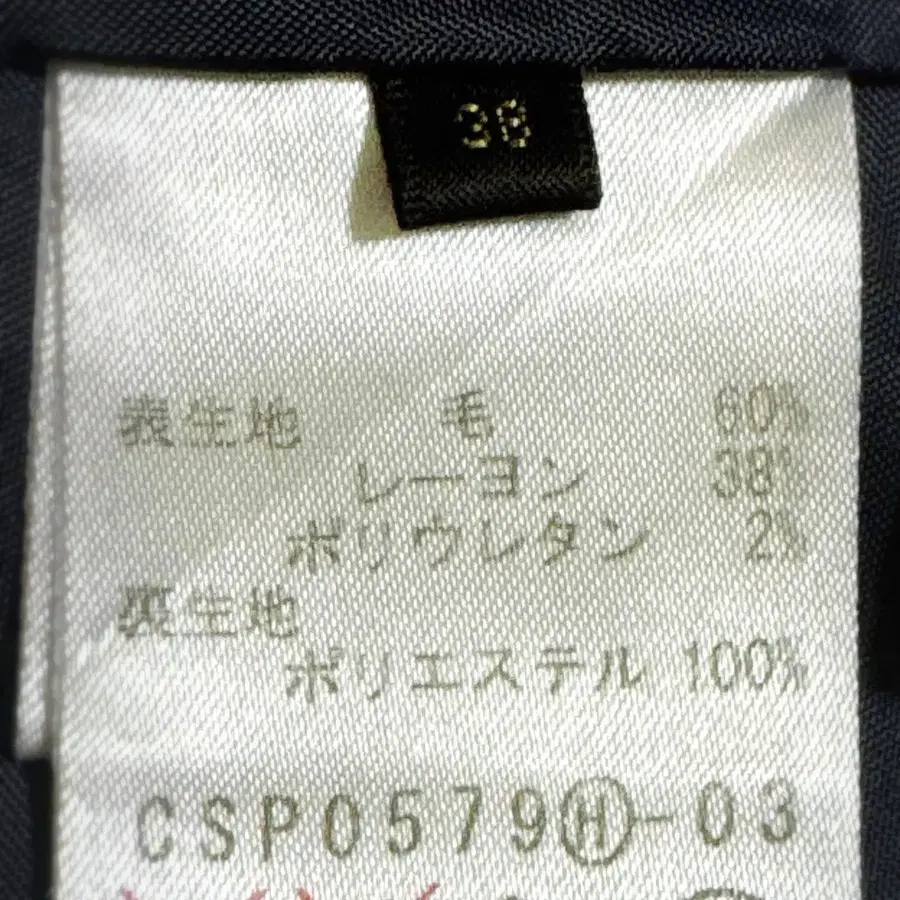 38
表生地 毛 60%
レーヨン 38%
ポリウレタン 2%
裏生地
ポリエステル 100%
CSP0579Ⓗ-03